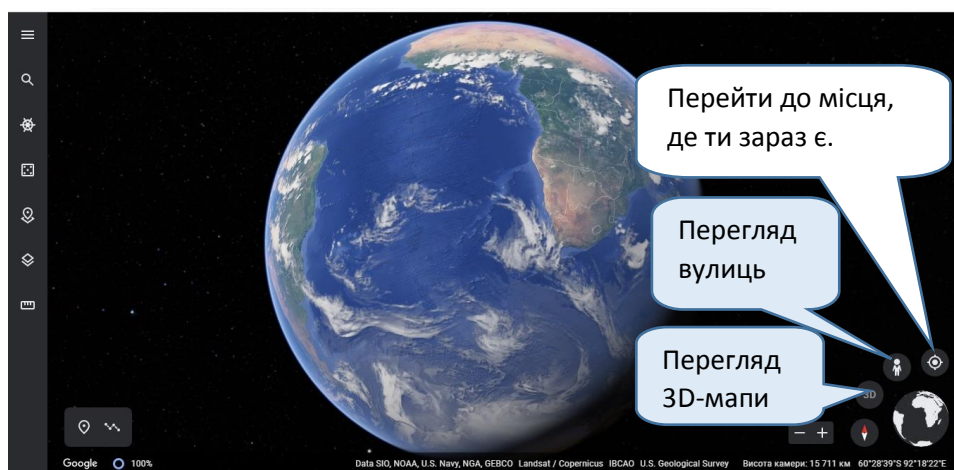 Перейти до місця,
де ти зараз є.
Перегляд
вулиць
Перегляд
3D-мапи
3D
Google 100% Data SIO, NOAA, U.S. Navy, NGA, GEBCO Landsat / Copernicus IBCAO U.S. Geological Survey Висота камери: 15 711 км 60°28'39"S 92°18'22"E